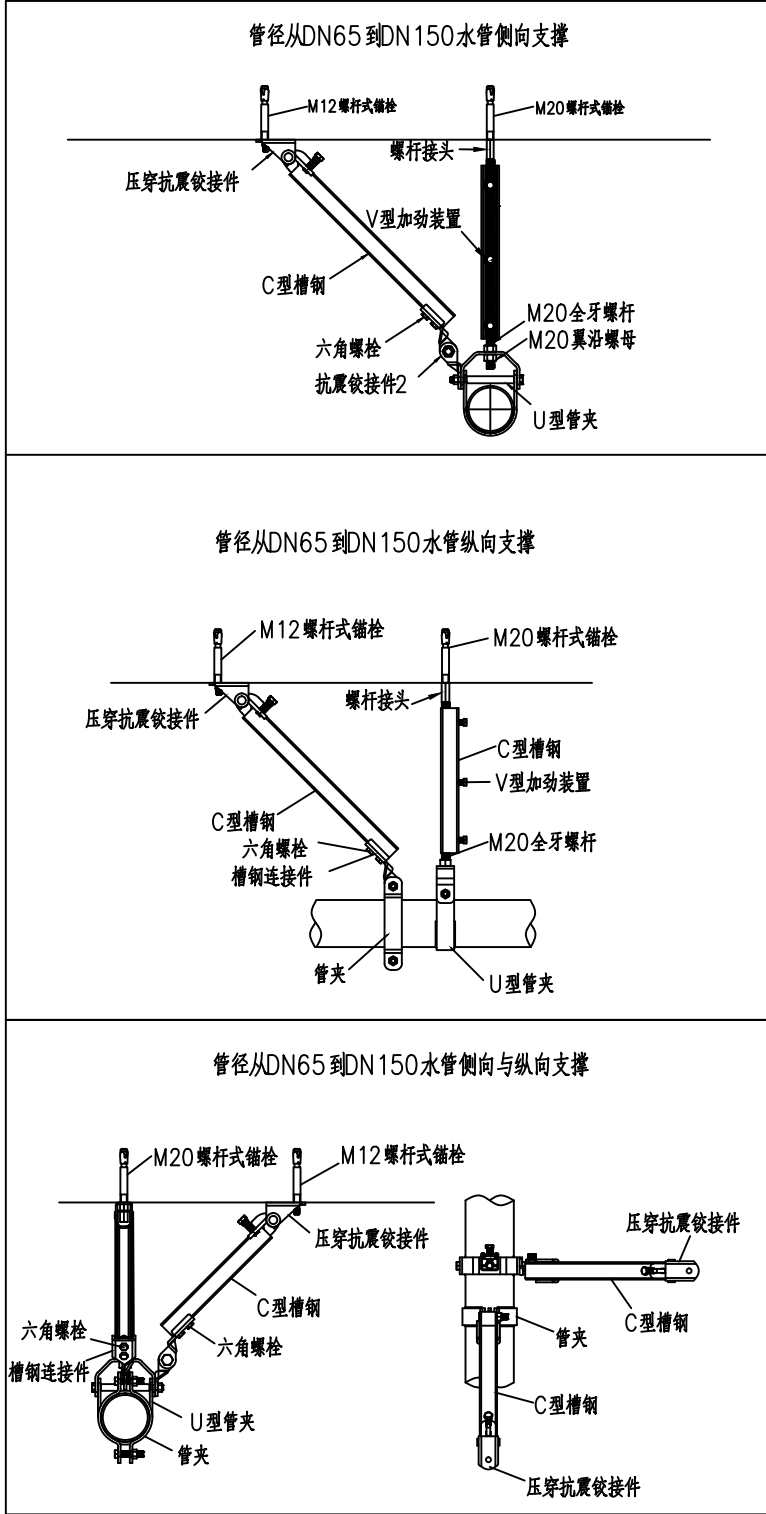 管径从DN65到DN150水管侧向支撑
M12螺杆式锚栓
M20螺杆式锚栓
螺杆接头
压穿抗震铰接件
V型加劲装置
C型槽钢
M20全牙螺杆
六角螺栓
M20翼沿螺母
抗震铰接件2
U型管夹
管径从DN65到DN150水管纵向支撑
M12螺杆式锚栓
M20螺杆式锚栓
螺杆接头
压穿抗震铰接件
C型槽钢
V型加劲装置
C型槽钢
六角螺栓
M20全牙螺杆
槽钢连接件
管夹
U型管夹
管径从DN65到DN150水管侧向与纵向支撑
M20螺杆式锚栓
M12螺杆式锚栓
压穿抗震铰接件
压穿抗震铰接件
C型槽钢
C型槽钢
六角螺栓
六角螺栓
管夹
槽钢连接件
C型槽钢
U型管夹
管夹
压穿抗震铰接件